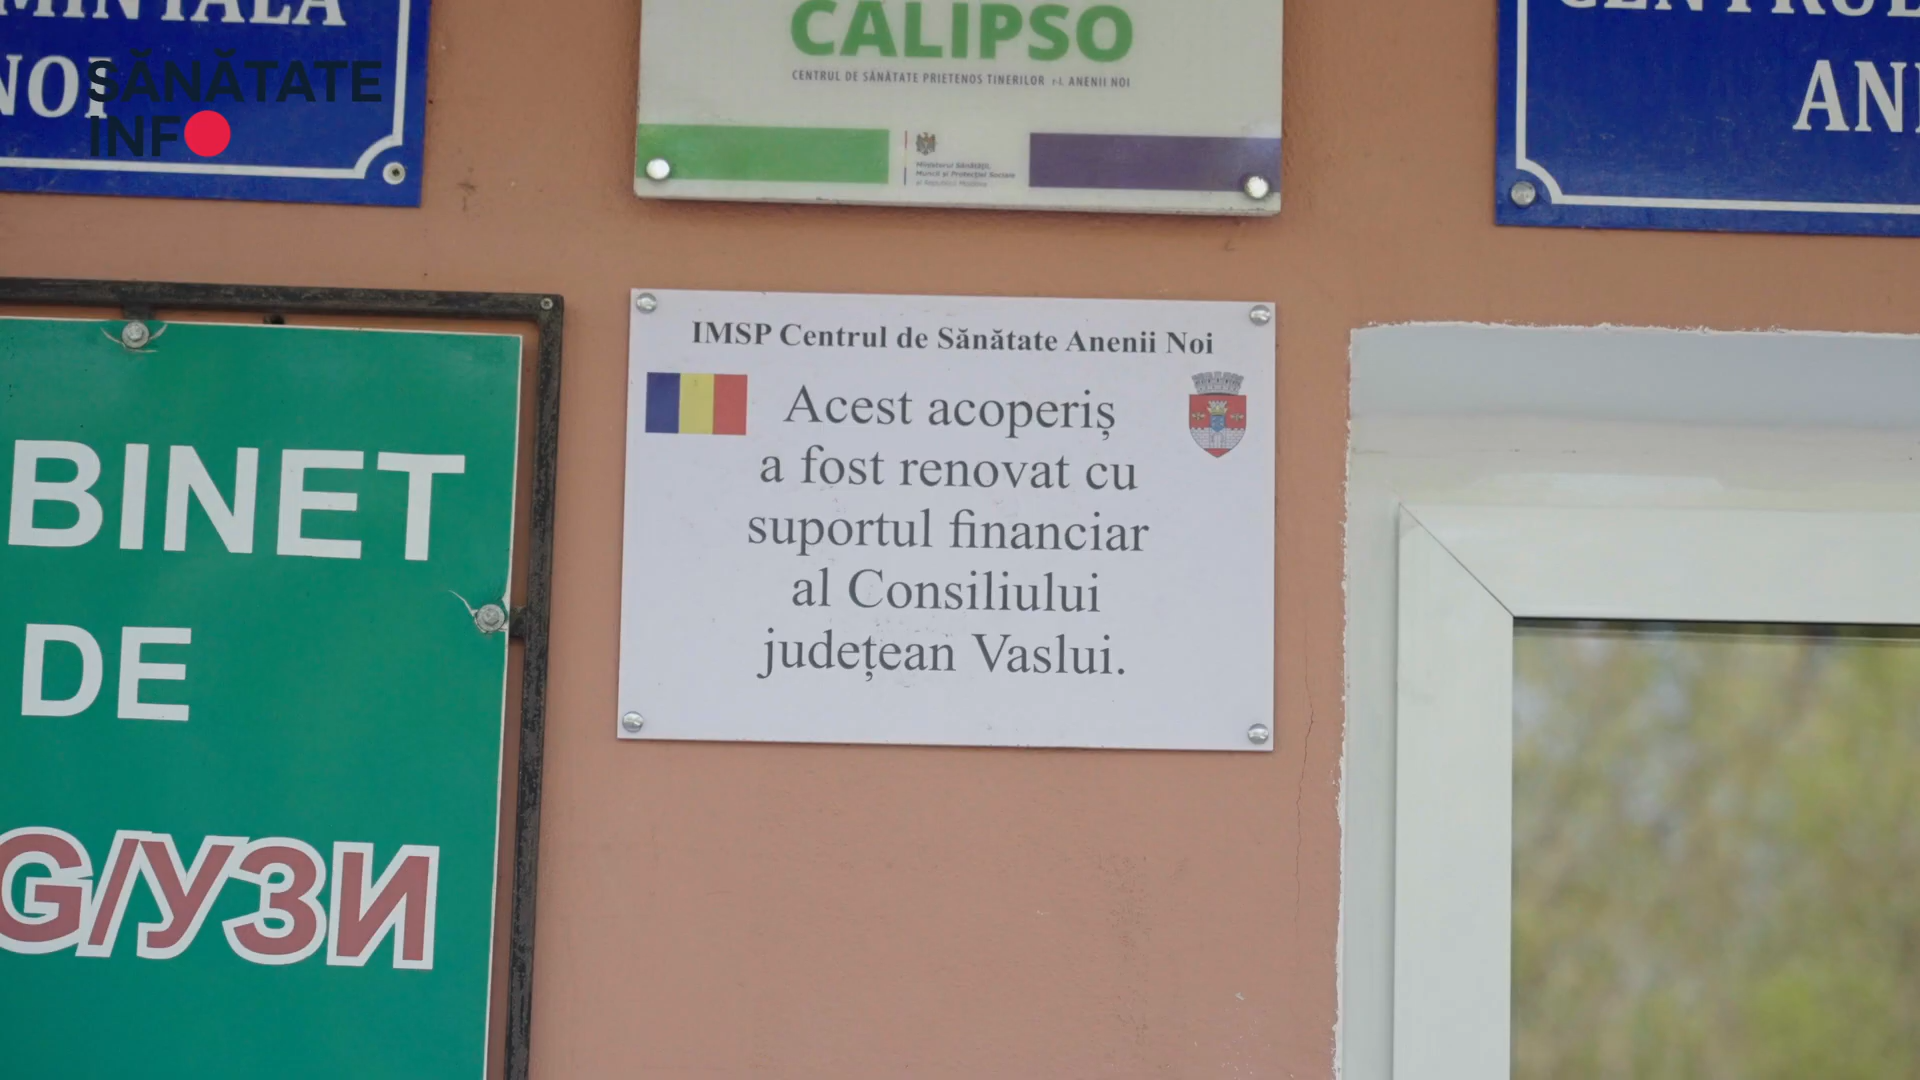 MINTALĂ
NOI
SĂNĂTATE
INFO
CALIPSO
CENTRUL DE SĂNĂTATE PRIETENOS TINERILOR r-l. ANENII NOI
Ministerul Sănătății,
Muncii și Protecției Sociale
al Republicii Moldova
AN
IMSP Centrul de Sănătate Anenii Noi
Acest acoperiș
a fost renovat cu
suportul financiar
al Consiliului
județean Vaslui.
BINET
DE
G/УЗИ